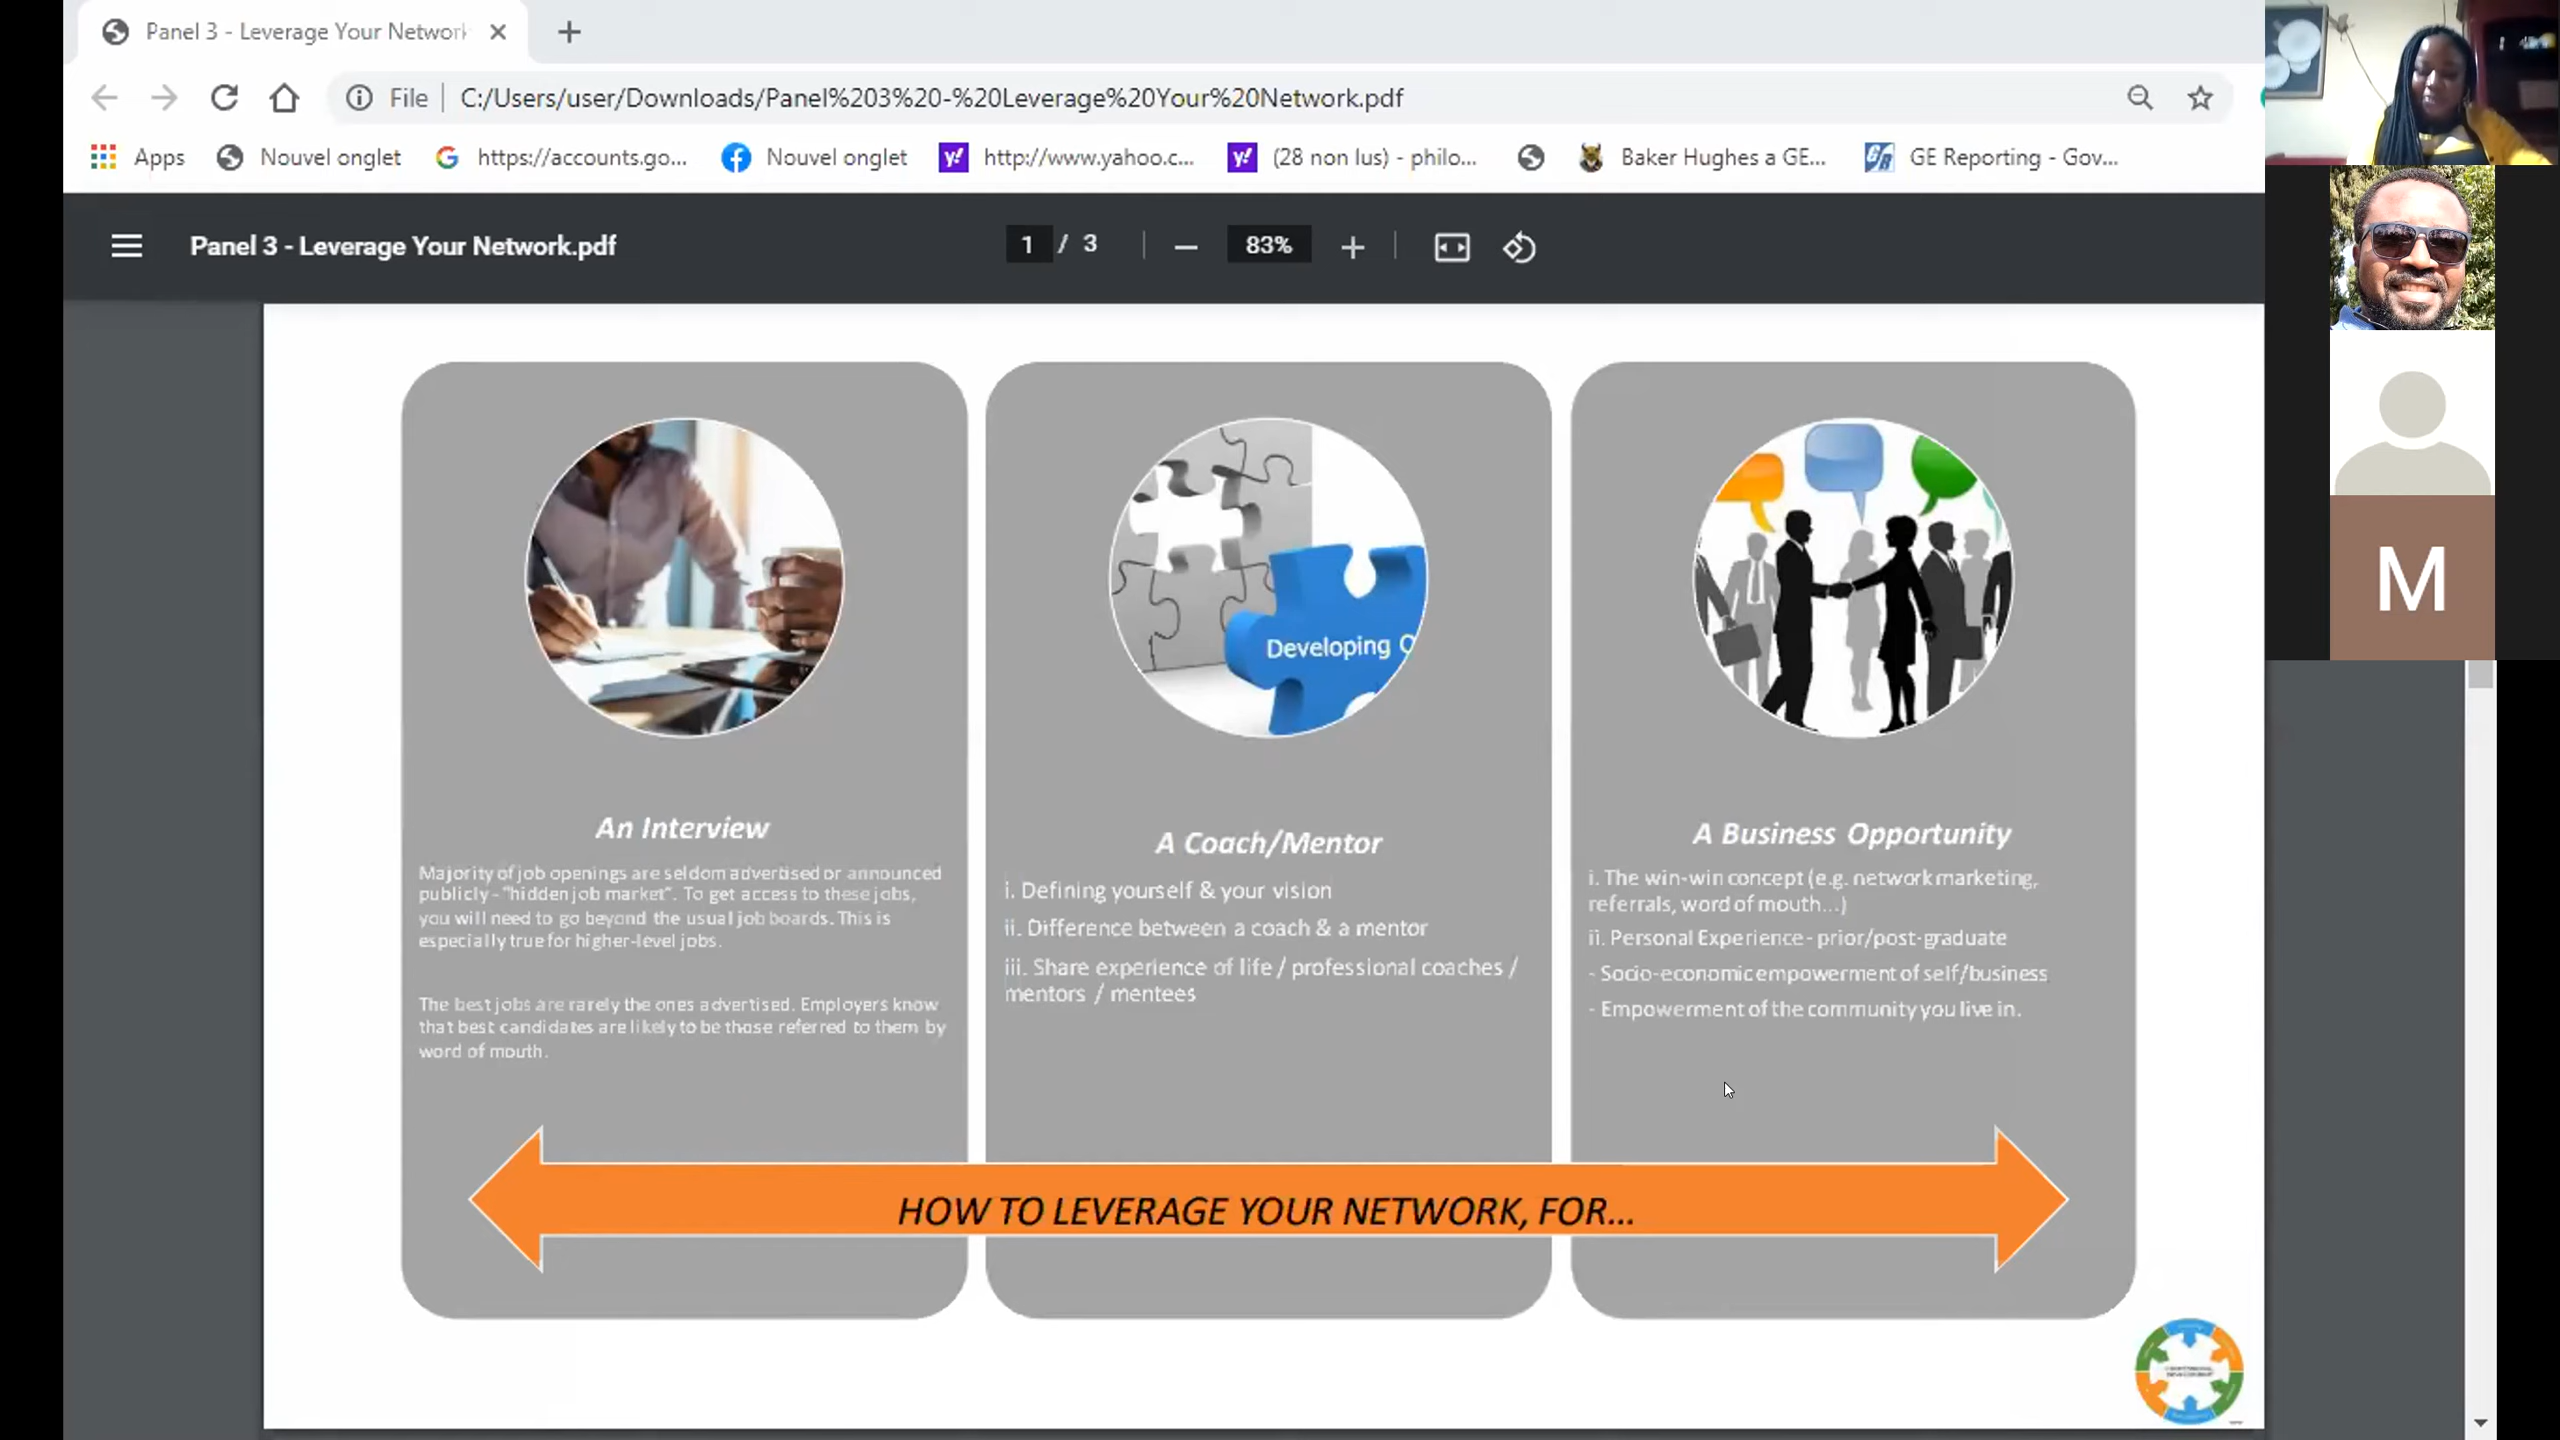 Panel 3 - Leverage Your Network
File
C:/Users/user/Downloads/Panel%203%20-%20Leverage%20Your%20Network.pdf
Apps
Nouvel onglet
https://accounts.go...
Nouvel onglet
http://www.yahoo.c...
(28 non lus) - philo...
Baker Hughes a GE...
GE Reporting - Gov...
Panel 3 - Leverage Your Network.pdf
1 / 3
83%
M
Developing
An Interview
Majority of job openings are seldom advertised or announced
publicly - "hidden job market". To get access to these jobs,
you will need to go beyond the usual job boards. This is
especially true for higher-level jobs.
The best jobs are rarely the ones advertised. Employers know
that best candidates are likely to be those referred to them by
word of mouth.
A Coach/Mentor
i. Defining yourself & your vision
ii. Difference between a coach & a mentor
iii. Share experience of life / professional coaches /
mentors / mentees
A Business Opportunity
i. The win-win concept (e.g. network marketing,
referrals, word of mouth...)
ii. Personal Experience - prior/post-graduate
- Socio-economic empowerment of self/business
- Empowerment of the community you live in.
HOW TO LEVERAGE YOUR NETWORK, FOR...